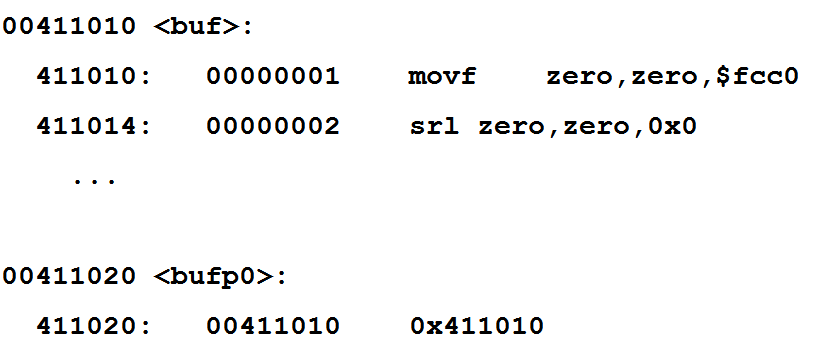 00411010 <buf>:
411010: 00000001 movf zero,zero,$fcc0
411014: 00000002 srl zero,zero,0x0
...
00411020 <bufp0>:
411020: 00411010 0x411010